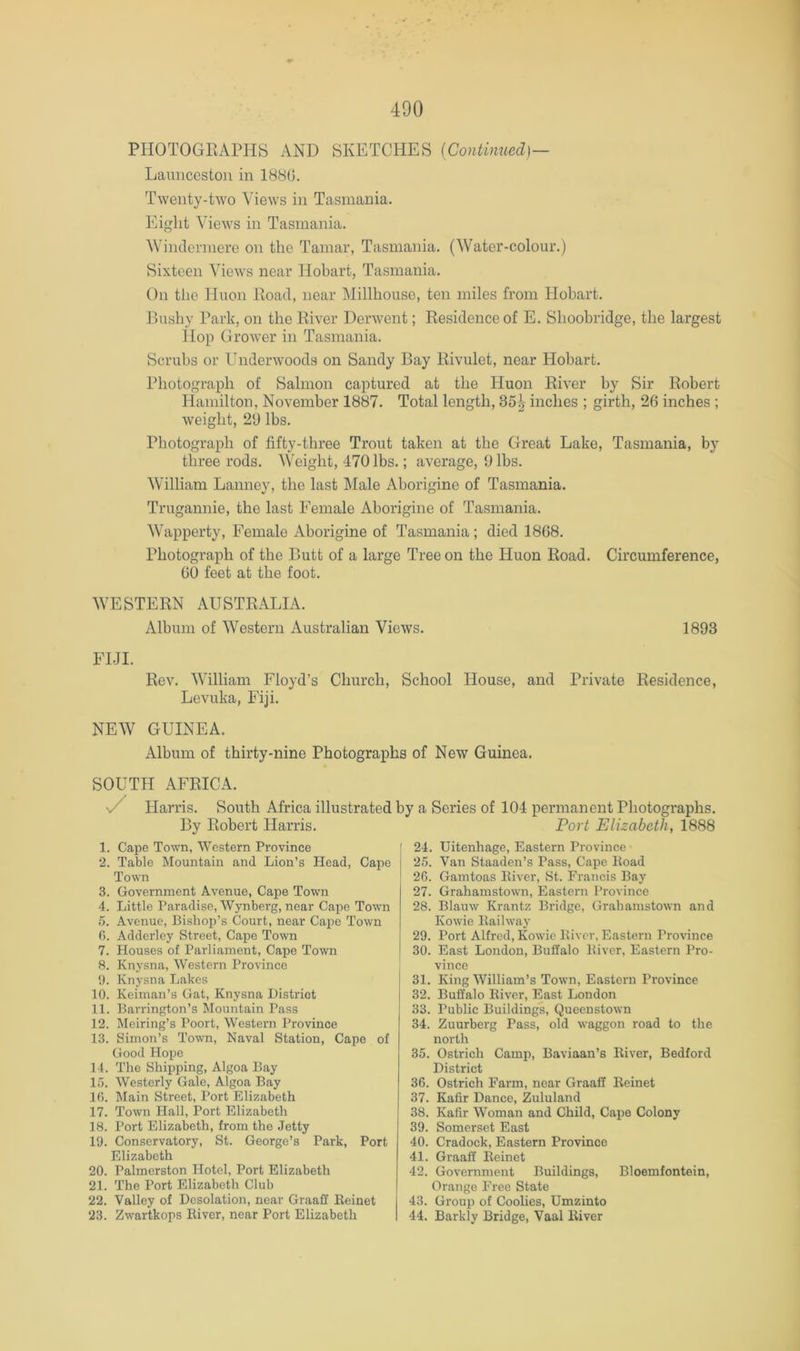 490
PHOTOGRAPHS AND SKETCHES (Continued)—
Launceston in 1886.
Twenty-two Views in Tasmania.
Eight Views in Tasmania.
Windermere on the Tamar, Tasmania. (Water-colour.)
Sixteen Views near Hobart, Tasmania.
On the Huon Road, near Millhouse, ten miles from Hobart.
Bushy Park, on the River Derwent; Residence of E. Shoobridge, the largest
Hop Grower in Tasmania.
Scrubs or Underwoods on Sandy Bay Rivulet, near Hobart.
Photograph of Salmon captured at the Huon River by Sir Robert
Hamilton, November 1887. Total length, 35½ inches ; girth, 26 inches ;
weight, 29 lbs.
Photograph of fifty-three Trout taken at the Great Lake, Tasmania, by
three rods. Weight, 470 lbs.; average, 9 lbs.
William Lanney, the last Male Aborigine of Tasmania.
Trugannie, the last Female Aborigine of Tasmania.
Wapperty, Female Aborigine of Tasmania; died 1868.
Photograph of the Butt of a large Tree on the Huon Road. Circumference,
60 feet at the foot.
WESTERN AUSTRALIA.
Album of Western Australian Views. 1893
FIJI.
Rev. William Floyd's Church, School House, and Private Residence,
Levuka, Fiji.
NEW GUINEA.
Album of thirty-nine Photographs of New Guinea.
SOUTH AFRICA.
✓ Harris. South Africa illustrated by a Series of 104 permanent Photographs.
By Robert Harris. Port Elizabeth, 1888
1. Cape Town, Western Province
2. Table Mountain and Lion's Head, Cape
Town
3. Government Avenue, Cape Town
4. Little Paradise, Wynberg, near Cape Town
5. Avenue, Bishop's Court, near Cape Town
6. Adderley Street, Cape Town
7. Houses of Parliament, Cape Town
8. Knysna, Western Province
9. Knysna Lakes
10. Keiman's Gat, Knysna District
11. Barrington's Mountain Pass
12. Meiring's Poort, Western Province
13. Simon's Town, Naval Station, Cape of
Good Hope
14. The Shipping, Algoa Bay
15. Westerly Gale, Algoa Bay
16. Main Street, Port Elizabeth
17. Town Hall, Port Elizabeth
18. Port Elizabeth, from the Jetty
19. Conservatory, St. George's Park, Port
Elizabeth
20. Palmerston Hotel, Port Elizabeth
21. The Port Elizabeth Club
22. Valley of Desolation, near Graaff Reinet
23. Zwartkops River, near Port Elizabeth
24. Uitenhage, Eastern Province
25. Van Staaden's Pass, Cape Road
26. Gamtoas River, St. Francis Bay
27. Grahamstown, Eastern Province
28. Blauw Krantz Bridge, Grahamstown and
Kowie Railway
29. Port Alfred, Kowie River, Eastern Province
30. East London, Buffalo River, Eastern Pro-
vince
31. King William's Town, Eastern Province
32. Buffalo River, East London
33. Public Buildings, Queenstown
34. Zuurberg Pass, old waggon road to the
north
35. Ostrich Camp, Baviaan's River, Bedford
District
36. Ostrich Farm, near Graaff Reinet
37. Kafir Dance, Zululand
38. Kafir Woman and Child, Cape Colony
39. Somerset East
40. Cradock, Eastern Province
41. Graaff Reinet
42. Government Buildings, Bloemfontein,
Orange Free State
43. Group of Coolies, Umzinto
44. Barkly Bridge, Vaal River